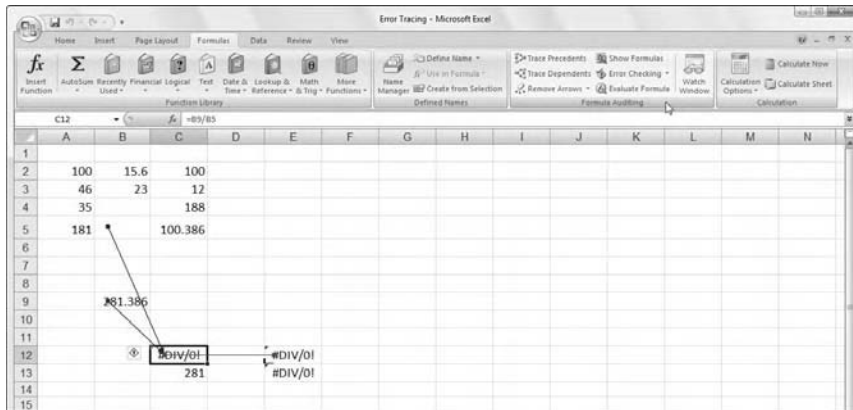 Error Tracing - Microsoft Excel
Home Insert Page Layout Formulas Data Review View
fx Insert Function
Σ AutoSum
Recently Used
Financial
Logical
A Text
Date & Time
Lookup & Reference
θ Math & Trig
More Functions
Function Library
Name Manager
Define Name
Use in Formula
Create from Selection
Defined Names
Trace Precedents
Trace Dependents
Remove Arrows
Show Formulas
Error Checking
Evaluate Formula
Watch Window
Formula Auditing
Calculation Options
Calculate Now
Calculate Sheet
Calculation
C12 fx =B9/B5
A B C D E F G H I J K L M N
1
2 100 15.6 100
3 46 23 12
4 35 188
5 181 100.386
6
7
8
9 281.386
10
11
12 #DIV/0! #DIV/0!
13 281 #DIV/0!
14
15